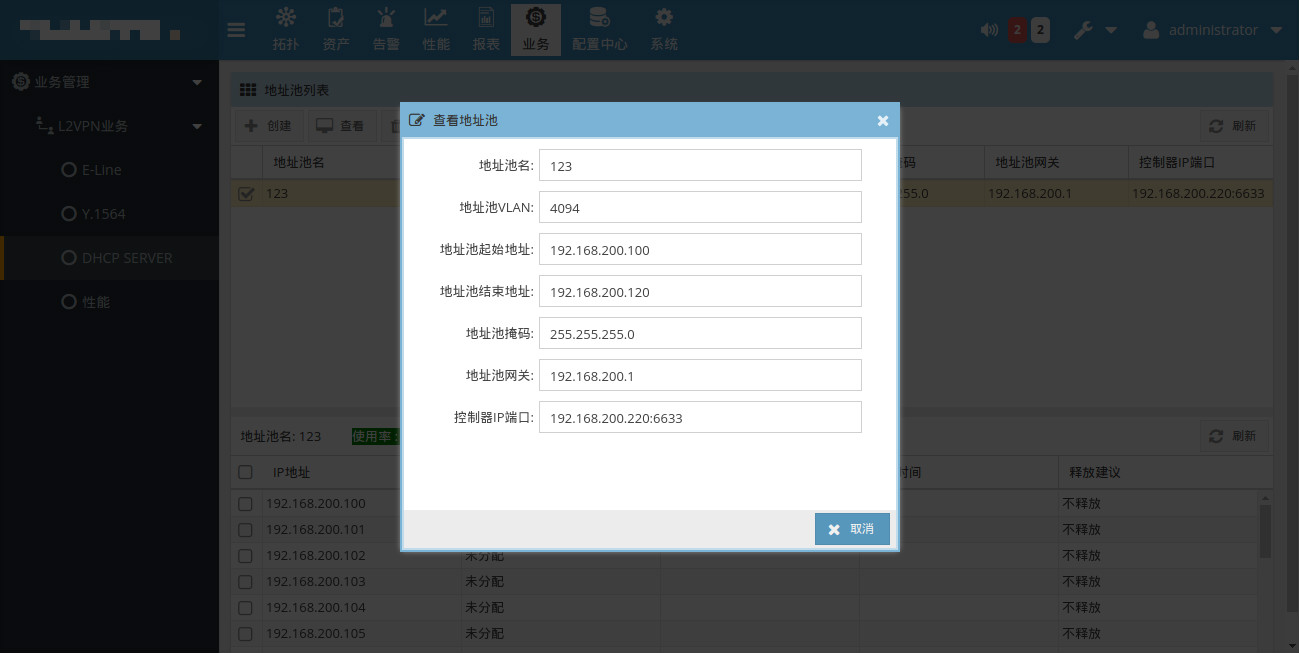 拓扑 资产 告警 性能 报表 业务 配置中心 系统 2 2 administrator
业务管理
L2VPN业务
E-Line
Y.1564
DHCP SERVER
性能
地址池列表
创建 查看 刷新
地址池名 码 地址池网关 控制器IP端口
123 55.0 192.168.200.1 192.168.200.220:6633
查看地址池
地址池名: 123
地址池VLAN: 4094
地址池起始地址: 192.168.200.100
地址池结束地址: 192.168.200.120
地址池掩码: 255.255.255.0
地址池网关: 192.168.200.1
控制器IP端口: 192.168.200.220:6633
取消
地址池名: 123 使用率: 刷新
IP地址 时间 释放建议
192.168.200.100 不释放
192.168.200.101 不释放
192.168.200.102 未分配 不释放
192.168.200.103 未分配 不释放
192.168.200.104 未分配 不释放
192.168.200.105 未分配 不释放